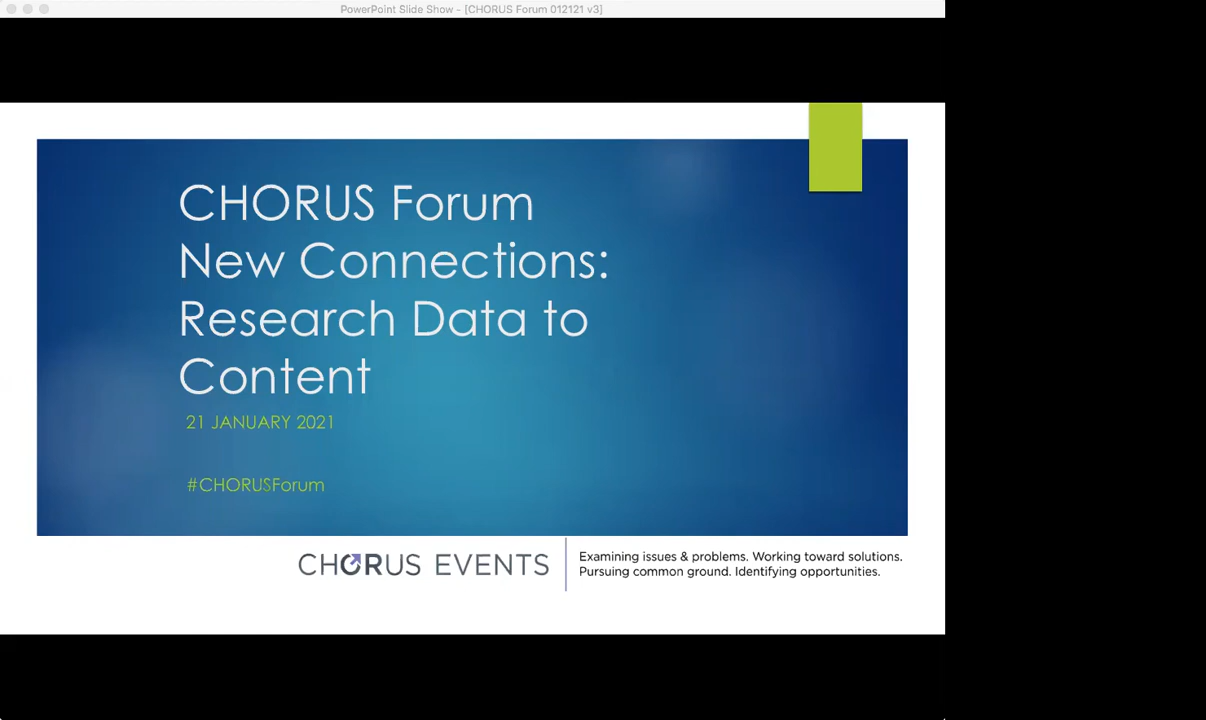 PowerPoint Slide Show - [CHORUS Forum 012121 v3]
CHORUS Forum
New Connections:
Research Data to
Content
21 JANUARY 2021
#CHORUSForum
CHORUS EVENTS
Examining issues & problems. Working toward solutions.
Pursuing common ground. Identifying opportunities.